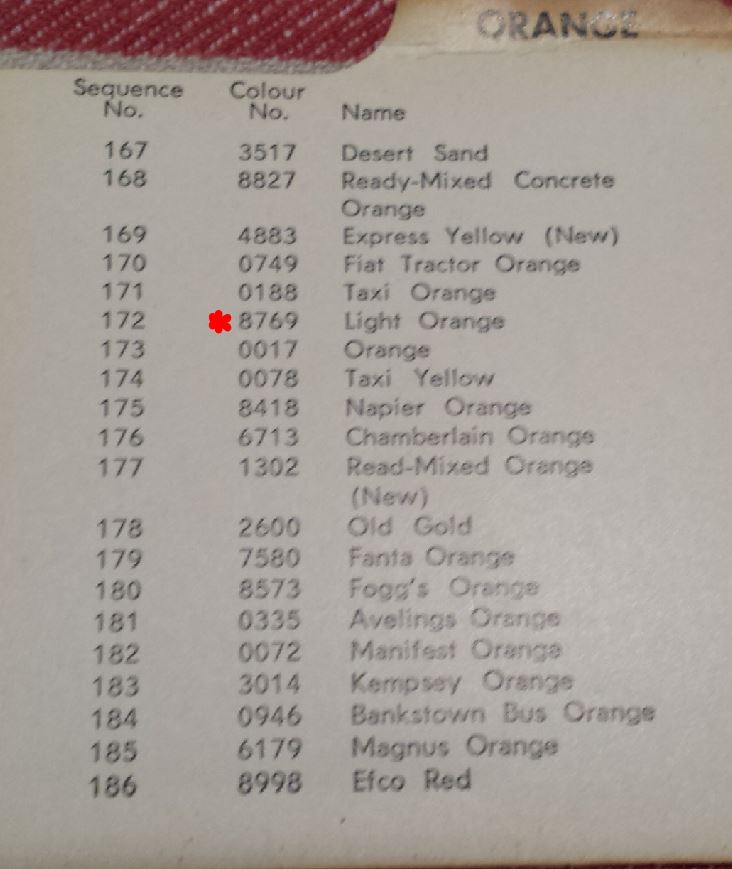 ORANGE
Sequence No. Colour No. Name
167 3517 Desert Sand
168 8827 Ready-Mixed Concrete
Orange
169 4883 Express Yellow (New)
170 0749 Fiat Tractor Orange
171 0188 Taxi Orange
172 8769 Light Orange
173 0017 Orange
174 0078 Taxi Yellow
175 8418 Napier Orange
176 6713 Chamberlain Orange
177 1302 Read-Mixed Orange
(New)
178 2600 Old Gold
179 7580 Fanta Orange
180 8573 Fogg's Orange
181 0335 Avelings Orange
182 0072 Manifest Orange
183 3014 Kempsey Orange
184 0946 Bankstown Bus Orange
185 6179 Magnus Orange
186 8998 Efco Red